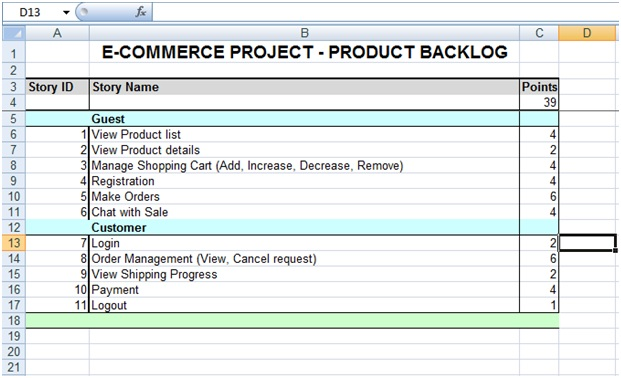 D13 fx
A B C D
1 E-COMMERCE PROJECT - PRODUCT BACKLOG
2
3 Story ID Story Name Points
4 39
5 Guest
6 1 View Product list 4
7 2 View Product details 2
8 3 Manage Shopping Cart (Add, Increase, Decrease, Remove) 4
9 4 Registration 4
10 5 Make Orders 6
11 6 Chat with Sale 4
12 Customer
13 7 Login 2
14 8 Order Management (View, Cancel request) 6
15 9 View Shipping Progress 2
16 10 Payment 4
17 11 Logout 1
18
19
20
21